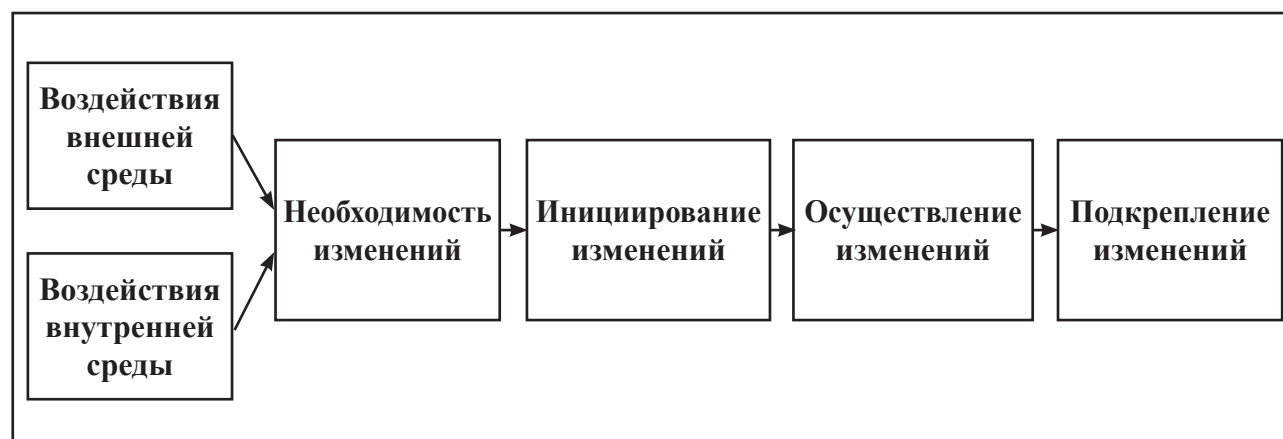 Воздействия
внешней
среды
Воздействия
внутренней
среды
Необходимость
изменений
Инициирование
изменений
Осуществление
изменений
Подкрепление
изменений